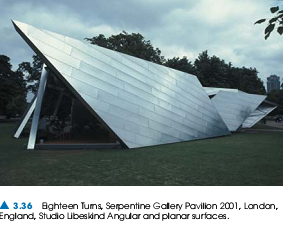 ▲ 3.36 Eighteen Turns, Serpentine Gallery Pavilion 2001, London,
England, Studio Libeskind Angular and planar surfaces.